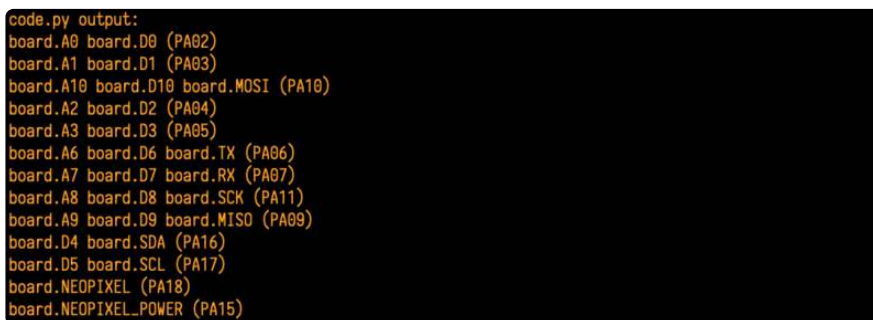 code.py output:
board.A0 board.D0 (PA02)
board.A1 board.D1 (PA03)
board.A10 board.D10 board.MOSI (PA10)
board.A2 board.D2 (PA04)
board.A3 board.D3 (PA05)
board.A6 board.D6 board.TX (PA06)
board.A7 board.D7 board.RX (PA07)
board.A8 board.D8 board.SCK (PA11)
board.A9 board.D9 board.MISO (PA09)
board.D4 board.SDA (PA16)
board.D5 board.SCL (PA17)
board.NEOPIXEL (PA18)
board.NEOPIXEL_POWER (PA15)